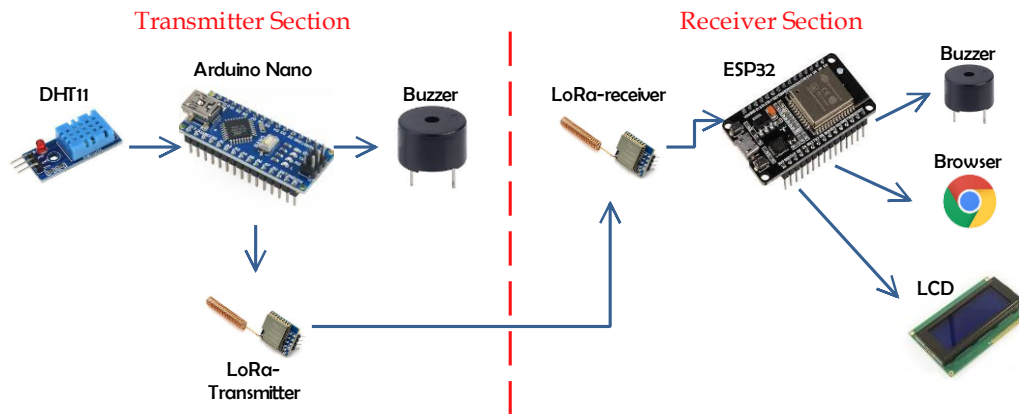 Transmitter Section
Receiver Section
DHT11
Arduino Nano
Buzzer
LoRa-receiver
ESP32
Buzzer
Browser
LCD
LoRa-
Transmitter